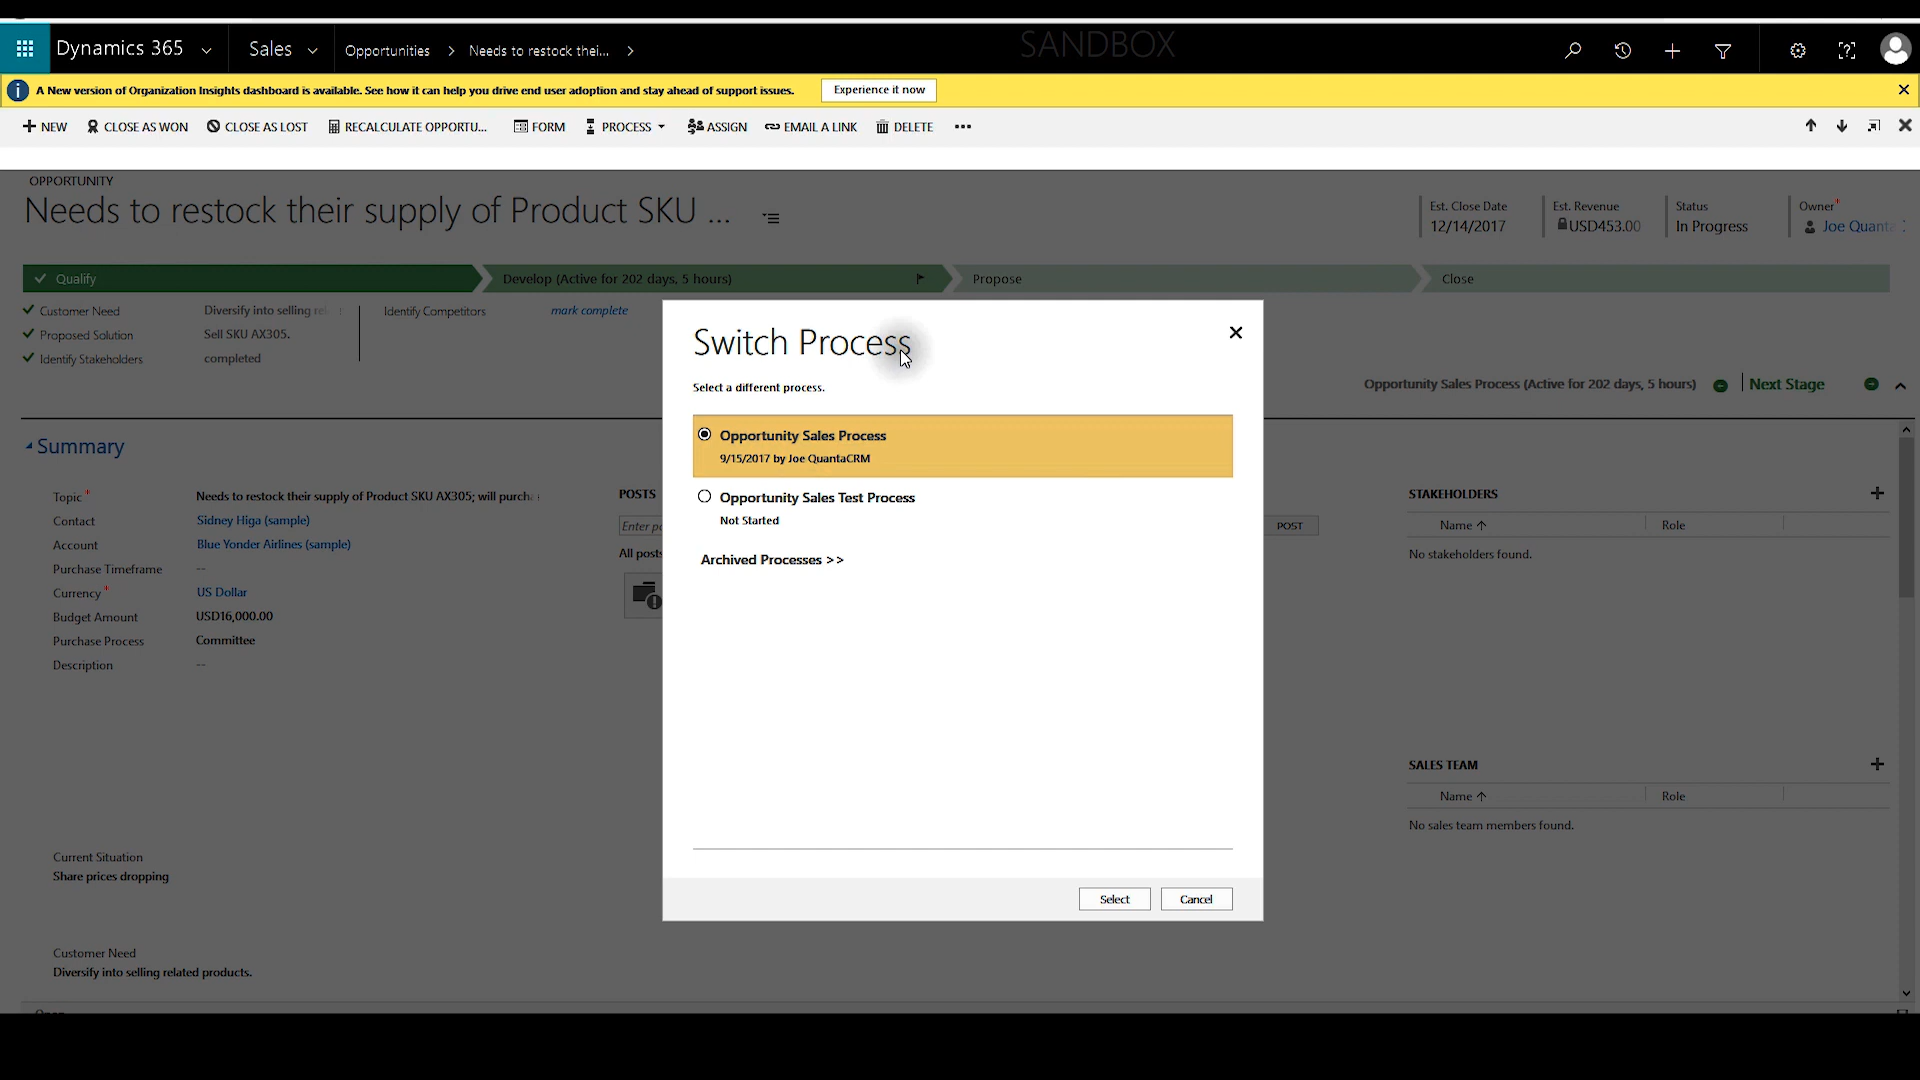 Dynamics 365 Sales Opportunities > Needs to restock thei... > SANDBOX
A New version of Organization Insights dashboard is available. See how it can help you drive end user adoption and stay ahead of support issues. Experience it now
NEW CLOSE AS WON CLOSE AS LOST RECALCULATE OPPORTU... FORM PROCESS ASSIGN EMAIL A LINK DELETE ...
OPPORTUNITY
Needs to restock their supply of Product SKU ...
Est. Close Date
12/14/2017
Est. Revenue
USD453.00
Status
In Progress
Owner*
Joe Quanta
Qualify
Develop (Active for 202 days, 5 hours)
Propose
Close
Customer Need Diversify into selling
Proposed Solution Sell SKU AX305.
Identify Stakeholders completed
Identify Competitors mark complete
Opportunity Sales Process (Active for 202 days, 5 hours) Next Stage
Switch Process
Select a different process.
Opportunity Sales Process
9/15/2017 by Joe QuantaCRM
Opportunity Sales Test Process
Not Started
Archived Processes >>
Select Cancel
Summary
Topic* Needs to restock their supply of Product SKU AX305; will purch
Contact Sidney Higa (sample)
Account Blue Yonder Airlines (sample)
Purchase Timeframe --
Currency* US Dollar
Budget Amount USD16,000.00
Purchase Process Committee
Description --
Current Situation
Share prices dropping
Customer Need
Diversify into selling related products.
POSTS
Enter
POST
All posts
STAKEHOLDERS
Name Role
No stakeholders found.
SALES TEAM
Name Role
No sales team members found.